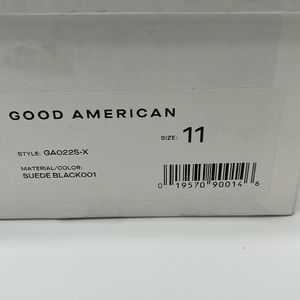 GOOD AMERICAN
SIZE: 11
STYLE: GA022S-X
MATERIAL/COLOR:
SUEDE BLACK001
0 19570 90014 6